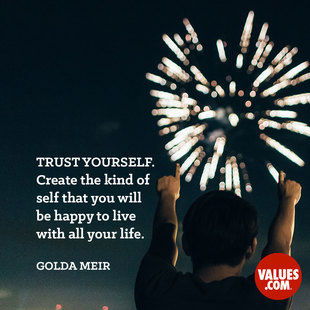 TRUST YOURSELF.
Create the kind of
self that you will
be happy to live
with all your life.
GOLDA MEIR
VALUES
.COM